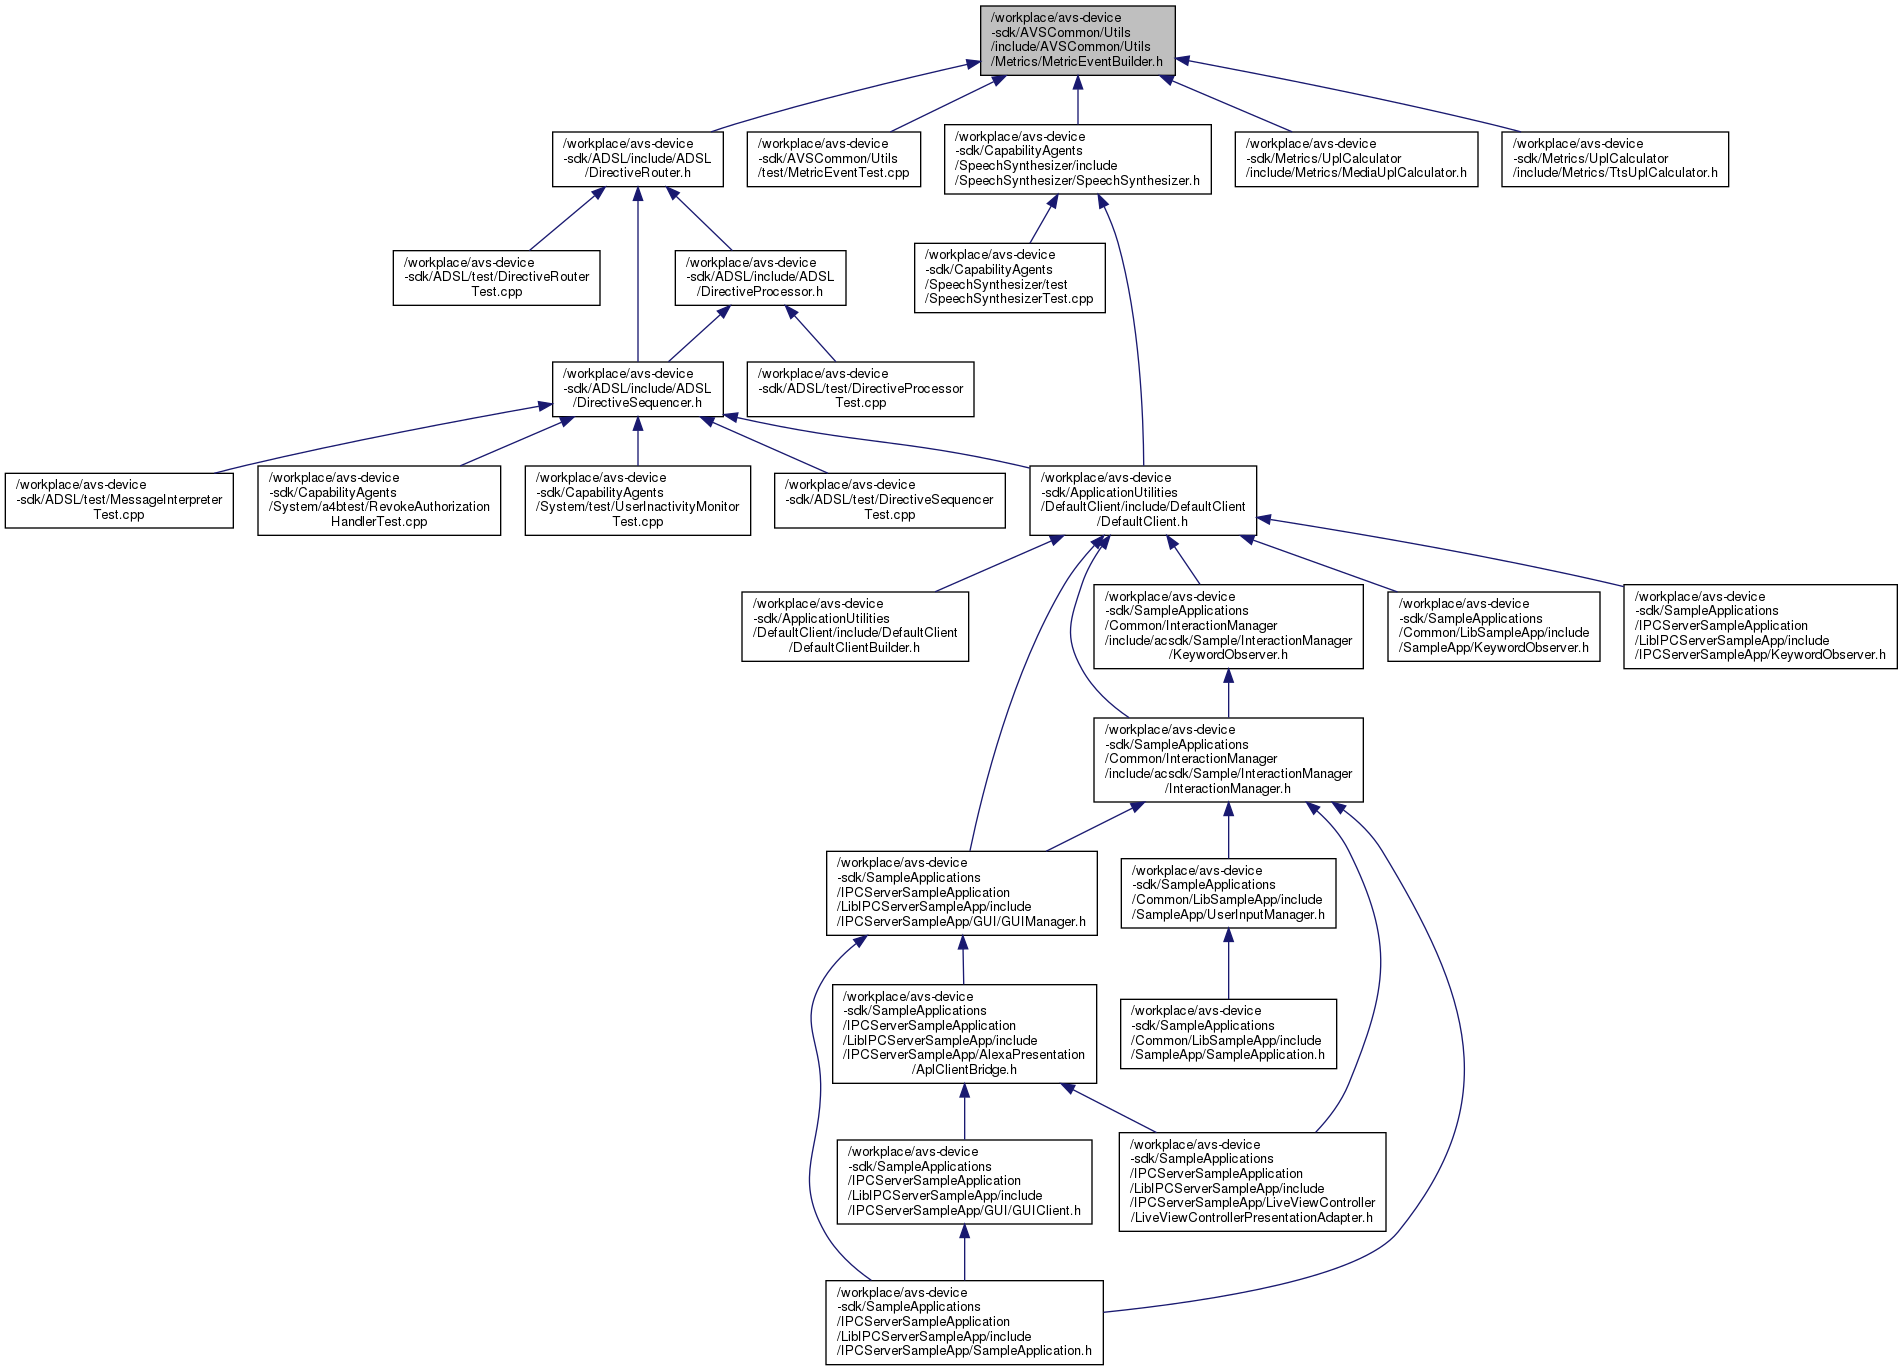 /workplace/avs-device
-sdk/AVSCommon/Utils
/include/AVSCommon/Utils
/Metrics/MetricEventBuilder.h
/workplace/avs-device
-sdk/ADSL/include/ADSL
/DirectiveRouter.h
/workplace/avs-device
-sdk/AVSCommon/Utils
/test/MetricEventTest.cpp
/workplace/avs-device
-sdk/CapabilityAgents
/SpeechSynthesizer/include
/SpeechSynthesizer/SpeechSynthesizer.h
/workplace/avs-device
-sdk/Metrics/UplCalculator
/include/Metrics/MediaUplCalculator.h
/workplace/avs-device
-sdk/Metrics/UplCalculator
/include/Metrics/TtsUplCalculator.h
/workplace/avs-device
-sdk/ADSL/test/DirectiveRouter
Test.cpp
/workplace/avs-device
-sdk/ADSL/include/ADSL
/DirectiveProcessor.h
/workplace/avs-device
-sdk/CapabilityAgents
/SpeechSynthesizer/test
/SpeechSynthesizerTest.cpp
/workplace/avs-device
-sdk/ADSL/include/ADSL
/DirectiveSequencer.h
/workplace/avs-device
-sdk/ADSL/test/DirectiveProcessor
Test.cpp
/workplace/avs-device
-sdk/ADSL/test/MessageInterpreter
Test.cpp
/workplace/avs-device
-sdk/CapabilityAgents
/System/a4btest/RevokeAuthorization
HandlerTest.cpp
/workplace/avs-device
-sdk/CapabilityAgents
/System/test/UserInactivityMonitor
Test.cpp
/workplace/avs-device
-sdk/ADSL/test/DirectiveSequencer
Test.cpp
/workplace/avs-device
-sdk/ApplicationUtilities
/DefaultClient/include/DefaultClient
/DefaultClient.h
/workplace/avs-device
-sdk/ApplicationUtilities
/DefaultClient/include/DefaultClient
/DefaultClientBuilder.h
/workplace/avs-device
-sdk/SampleApplications
/Common/InteractionManager
/include/acsdk/Sample/InteractionManager
/KeywordObserver.h
/workplace/avs-device
-sdk/SampleApplications
/Common/LibSampleApp/include
/SampleApp/KeywordObserver.h
/workplace/avs-device
-sdk/SampleApplications
/IPCServerSampleApplication
/LibIPCServerSampleApp/include
/IPCServerSampleApp/KeywordObserver.h
/workplace/avs-device
-sdk/SampleApplications
/Common/InteractionManager
/include/acsdk/Sample/InteractionManager
/InteractionManager.h
/workplace/avs-device
-sdk/SampleApplications
/IPCServerSampleApplication
/LibIPCServerSampleApp/include
/IPCServerSampleApp/GUI/GUIManager.h
/workplace/avs-device
-sdk/SampleApplications
/Common/LibSampleApp/include
/SampleApp/UserInputManager.h
/workplace/avs-device
-sdk/SampleApplications
/IPCServerSampleApplication
/LibIPCServerSampleApp/include
/IPCServerSampleApp/AlexaPresentation
/AplClientBridge.h
/workplace/avs-device
-sdk/SampleApplications
/Common/LibSampleApp/include
/SampleApp/SampleApplication.h
/workplace/avs-device
-sdk/SampleApplications
/IPCServerSampleApplication
/LibIPCServerSampleApp/include
/IPCServerSampleApp/GUI/GUIClient.h
/workplace/avs-device
-sdk/SampleApplications
/IPCServerSampleApplication
/LibIPCServerSampleApp/include
/IPCServerSampleApp/LiveViewController
/LiveViewControllerPresentationAdapter.h
/workplace/avs-device
-sdk/SampleApplications
/IPCServerSampleApplication
/LibIPCServerSampleApp/include
/IPCServerSampleApp/SampleApplication.h